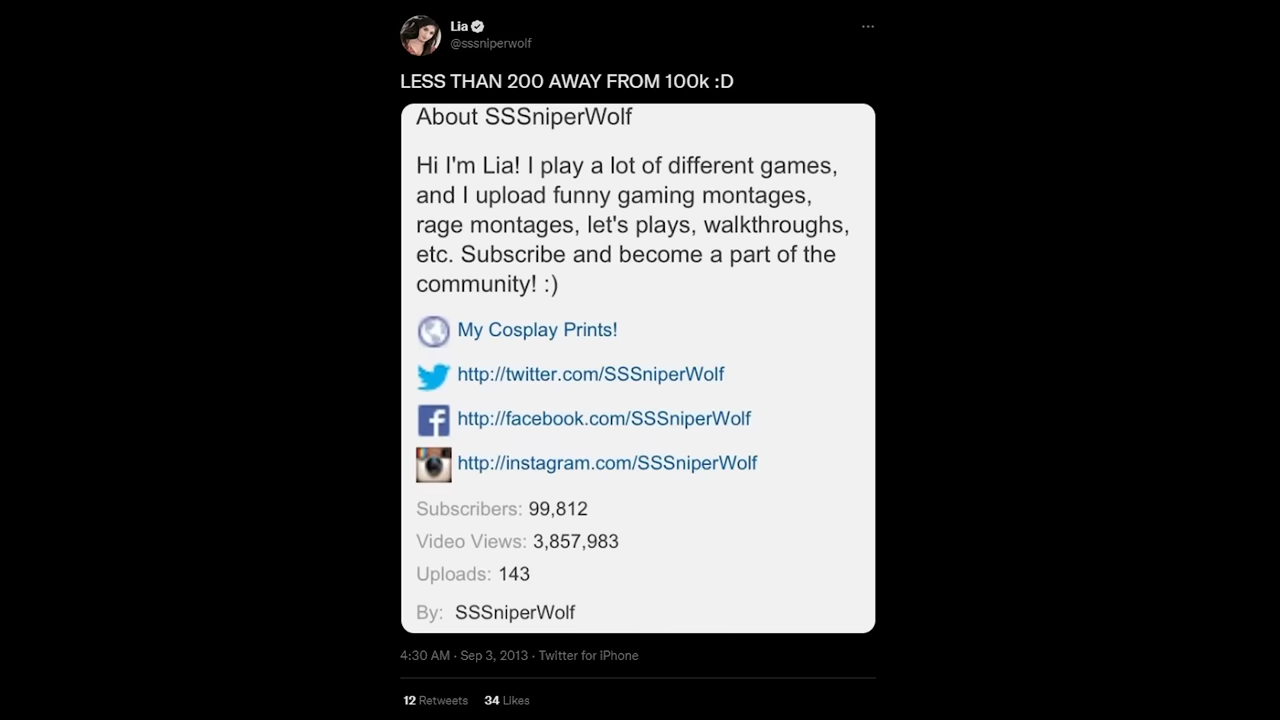 Lia
@sssniperwolf
LESS THAN 200 AWAY FROM 100k :D
About SSSniperWolf
Hi I'm Lia! I play a lot of different games,
and I upload funny gaming montages,
rage montages, let's plays, walkthroughs,
etc. Subscribe and become a part of the
community! :)
My Cosplay Prints!
http://twitter.com/SSSniperWolf
http://facebook.com/SSSniperWolf
http://instagram.com/SSSniperWolf
Subscribers: 99,812
Video Views: 3,857,983
Uploads: 143
By: SSSniperWolf
4:30 AM · Sep 3, 2013 · Twitter for iPhone
12 Retweets 34 Likes